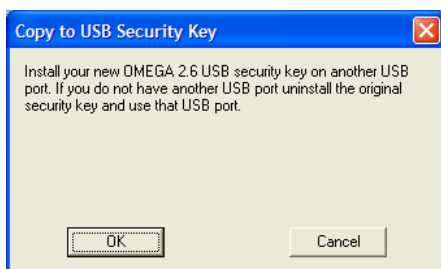 Copy to USB Security Key
Install your new OMEGA 2.6 USB security key on another USB
port. If you do not have another USB port uninstall the original
security key and use that USB port.
OK
Cancel